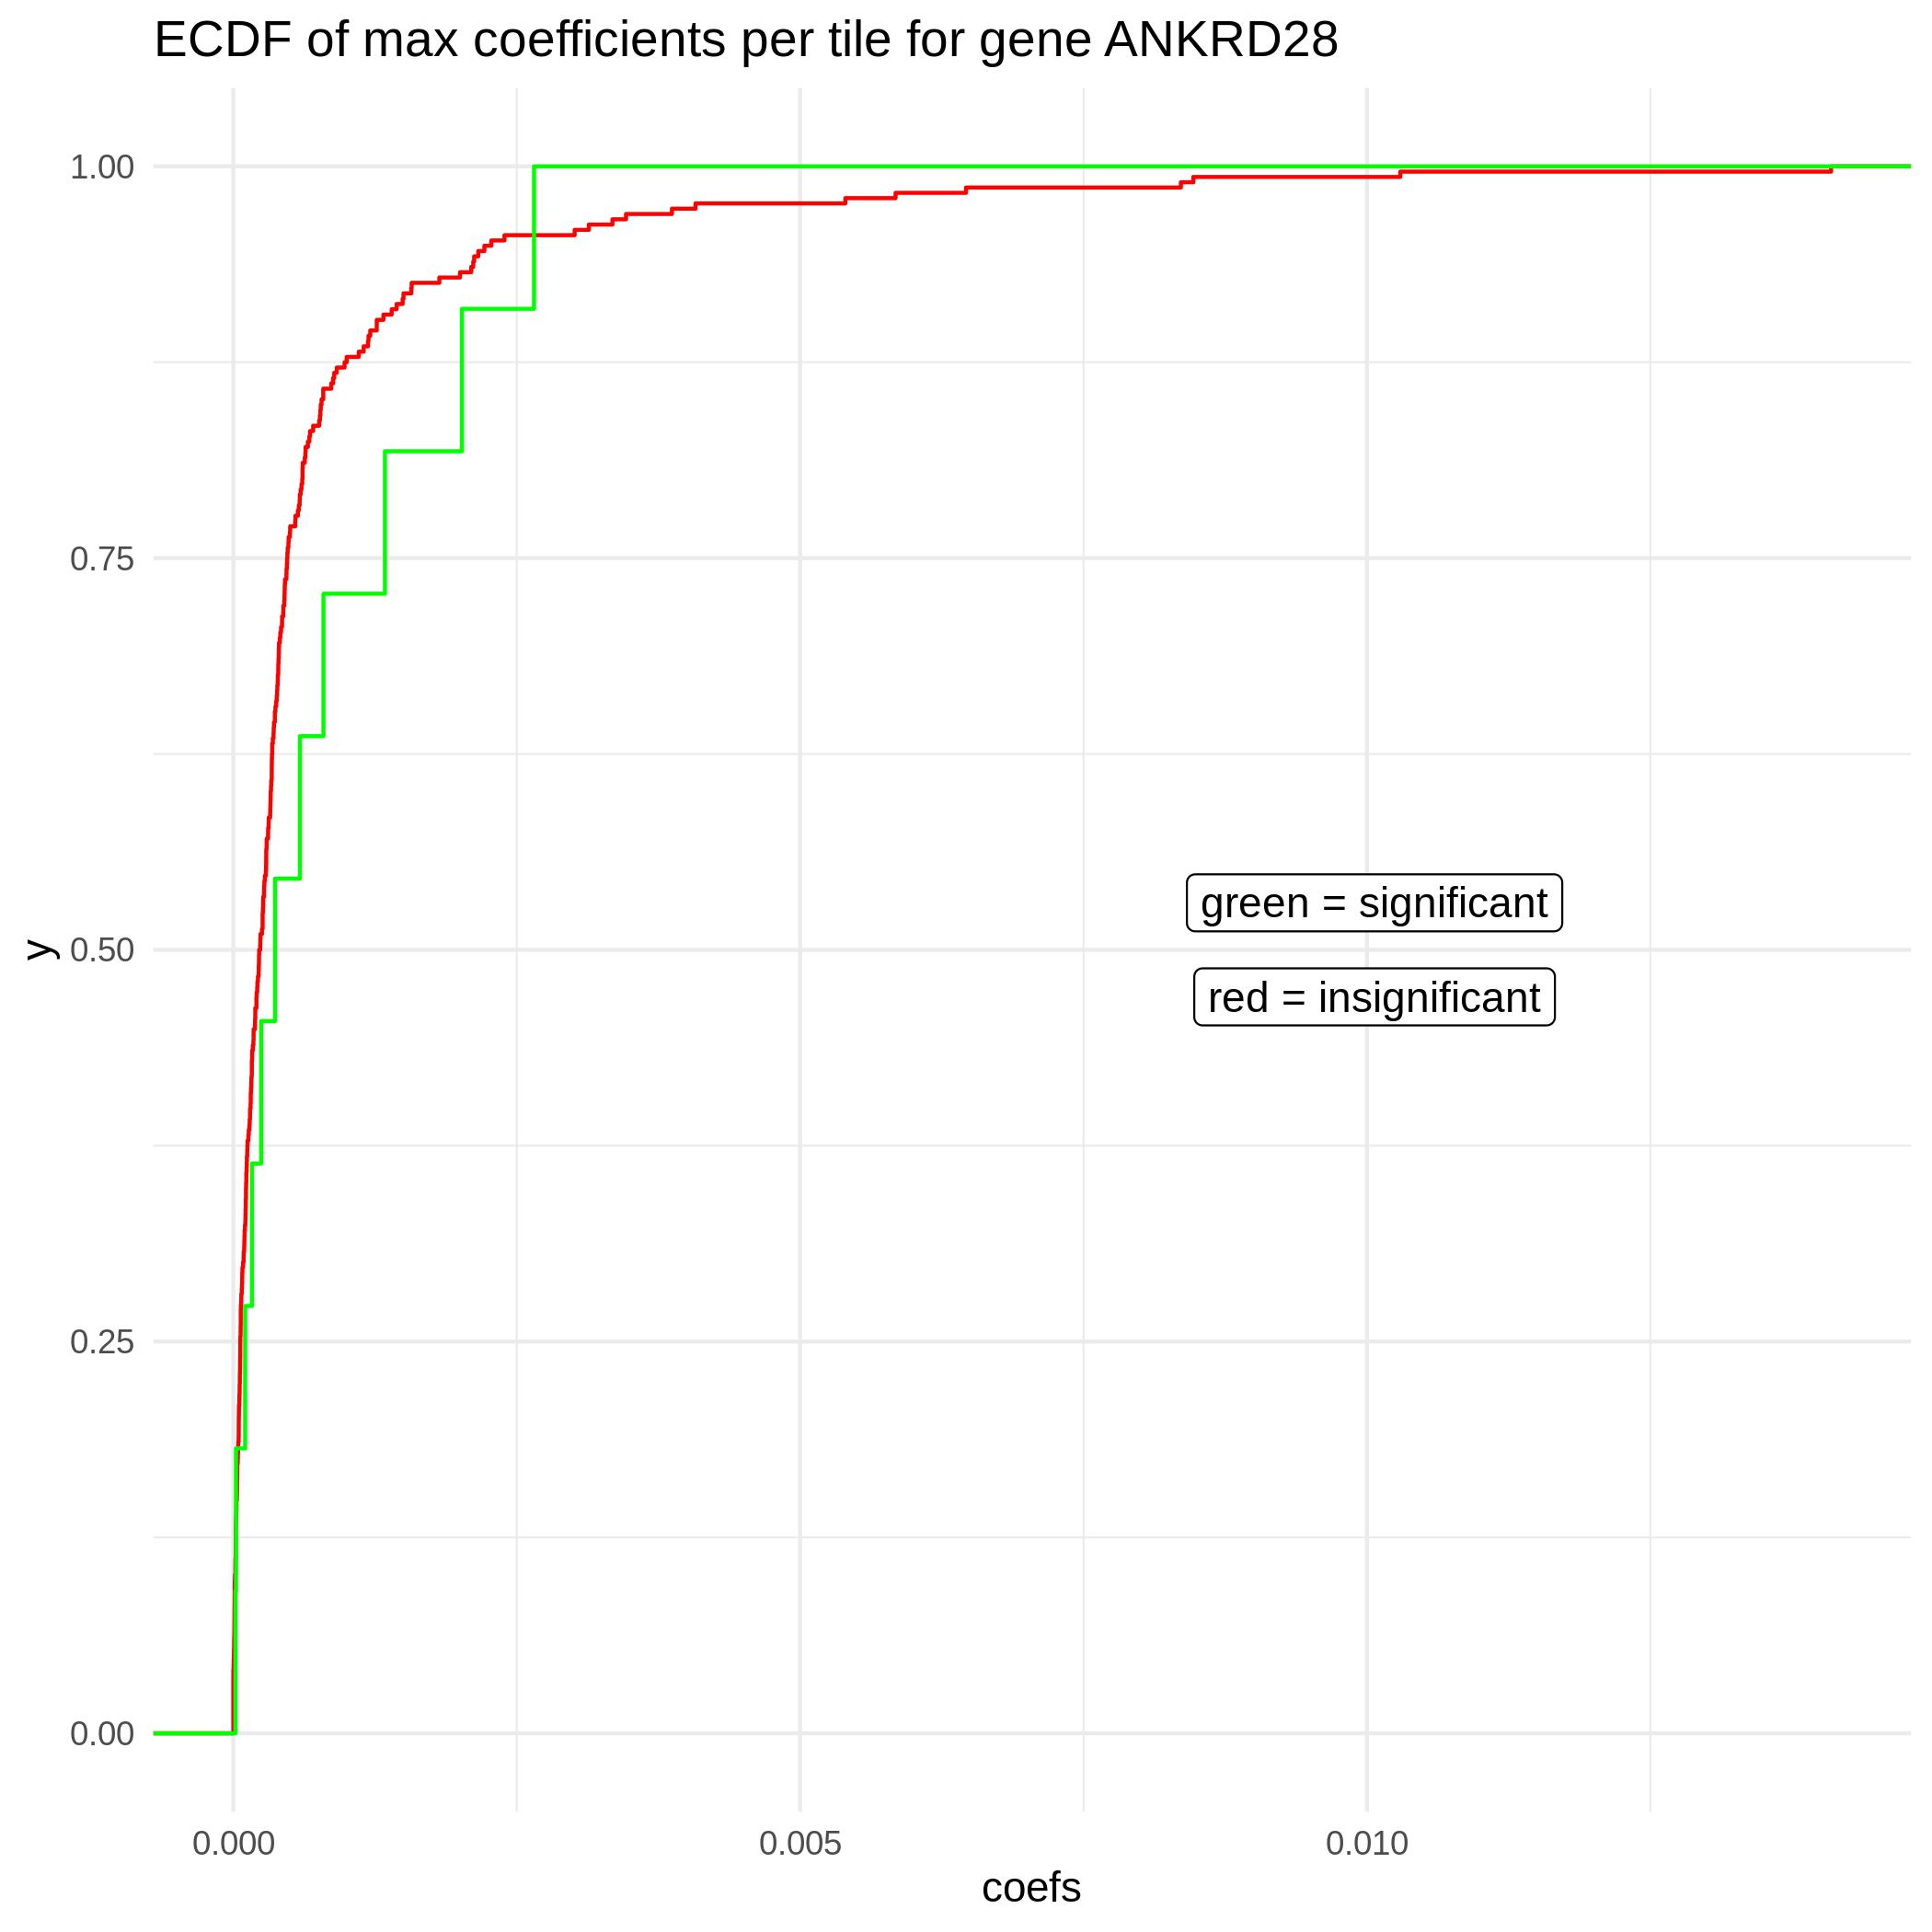 ECDF of max coefficients per tile for gene ANKRD28
1.00
0.75
0.50
0.25
0.00
y
green = significant
red = insignificant
0.000
0.005
0.010
coefs